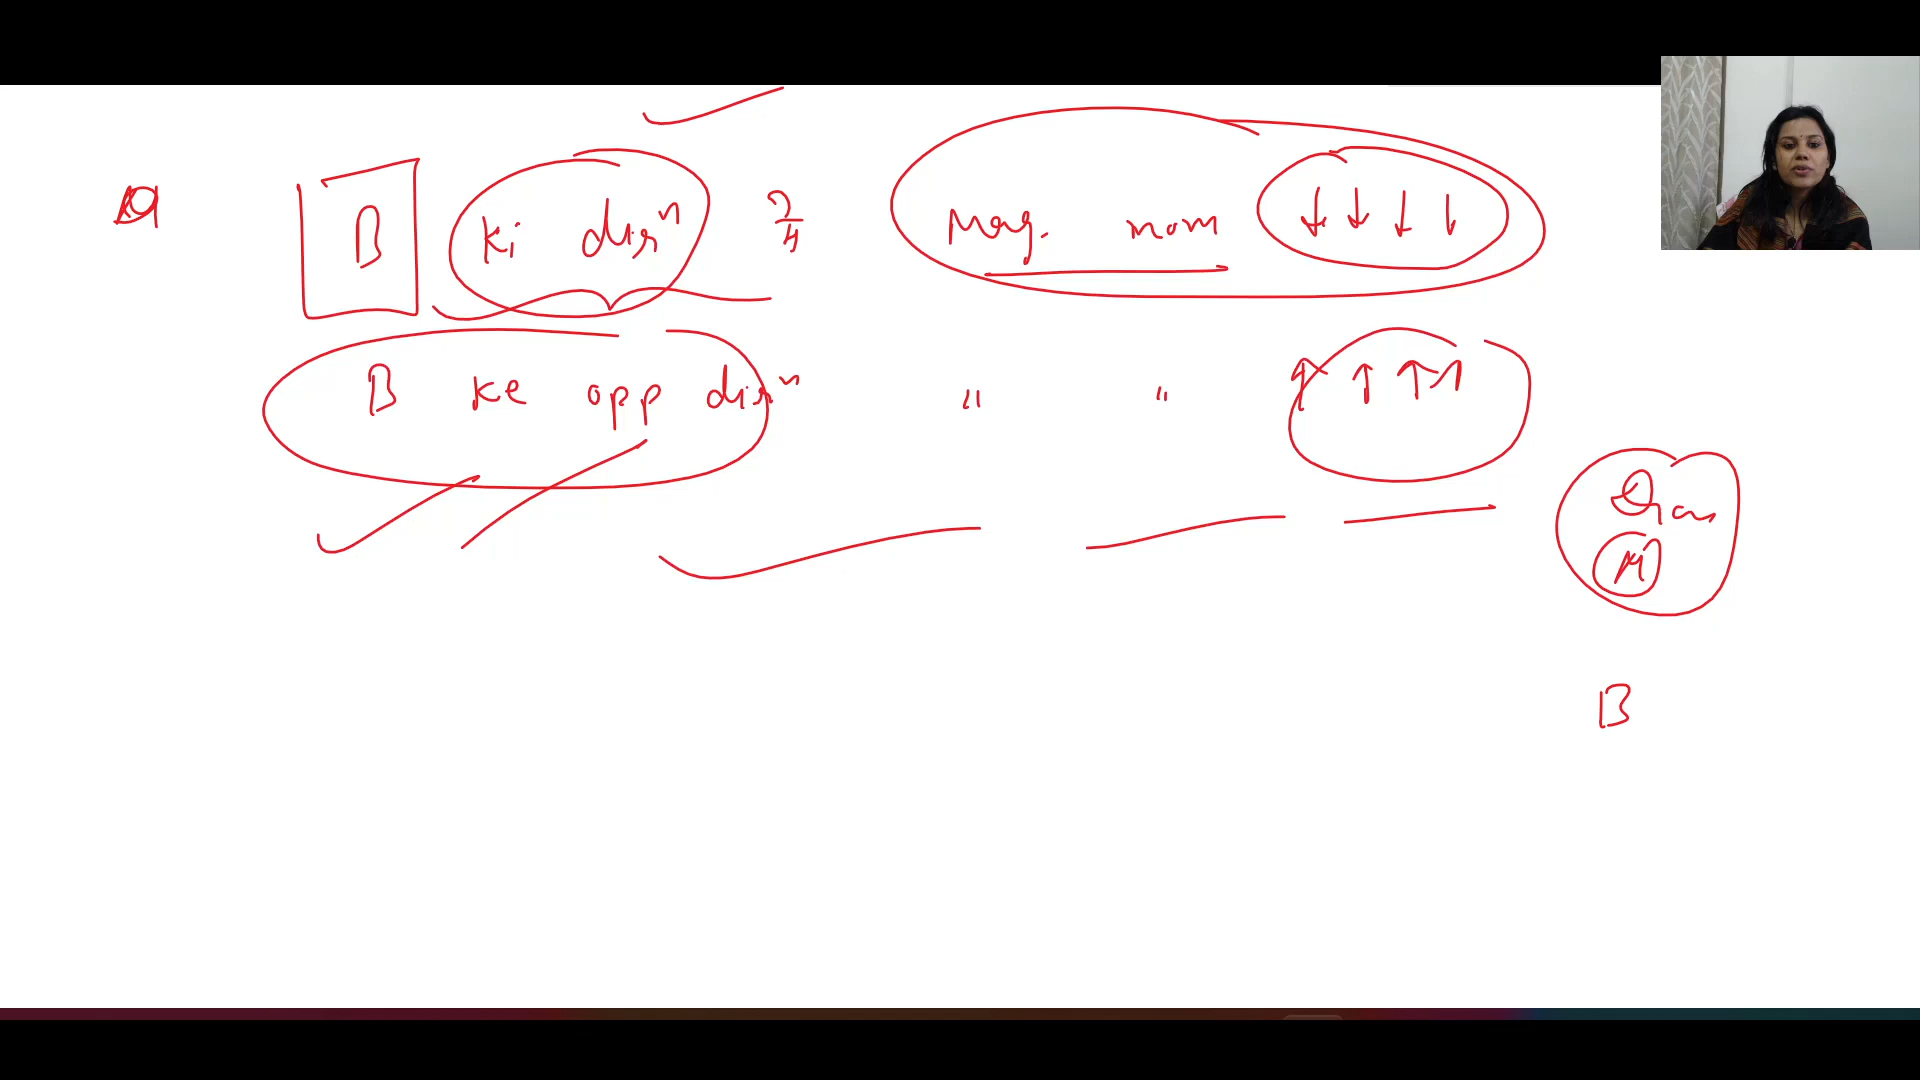 B ki dirⁿ में Mag. mom ↓ ↓ ↓ ↓
B ke opp dirⁿ " " ↑ ↑ ↑ ↑
B